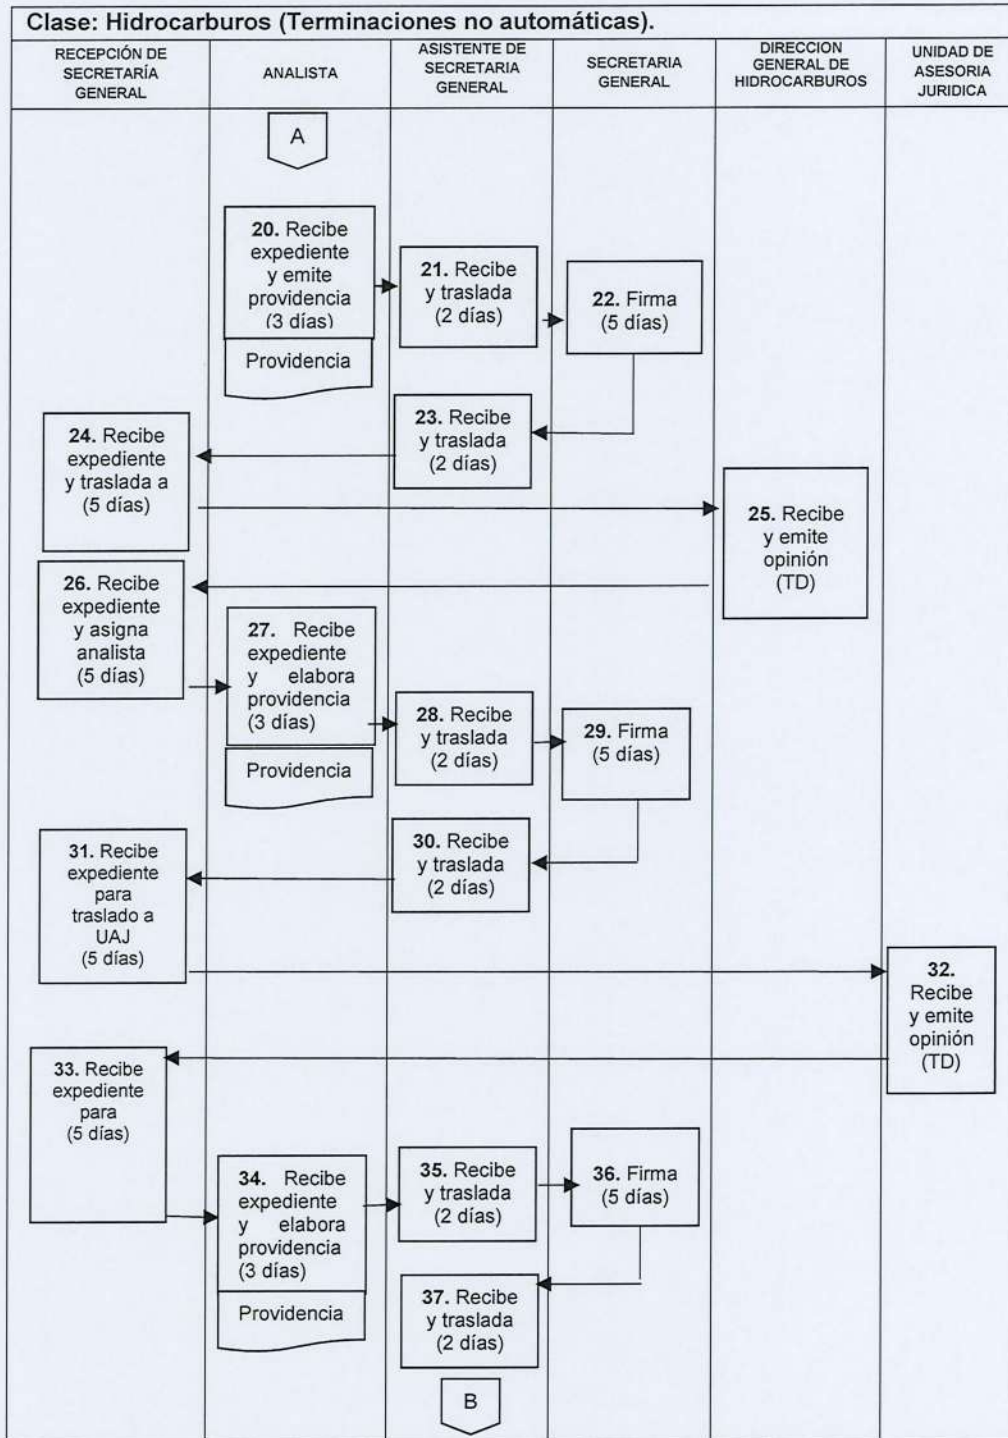 Clase: Hidrocarburos (Terminaciones no automáticas).
RECEPCIÓN DE
SECRETARÍA
GENERAL
ANALISTA
ASISTENTE DE
SECRETARIA
GENERAL
SECRETARIA
GENERAL
DIRECCION
GENERAL DE
HIDROCARBUROS
UNIDAD DE
ASESORIA
JURIDICA
A
20. Recibe
expediente
y emite
providencia
(3 días)
Providencia
21. Recibe
y traslada
(2 días)
22. Firma
(5 días)
23. Recibe
y traslada
(2 días)
24. Recibe
expediente
y traslada a
(5 días)
25. Recibe
y emite
opinión
(TD)
26. Recibe
expediente
y asigna
analista
(5 días)
27. Recibe
expediente
y elabora
providencia
(3 días)
Providencia
28. Recibe
y traslada
(2 días)
29. Firma
(5 días)
30. Recibe
y traslada
(2 días)
31. Recibe
expediente
para
traslado a
UAJ
(5 días)
32.
Recibe
y emite
opinión
(TD)
33. Recibe
expediente
para
(5 días)
34. Recibe
expediente
y elabora
providencia
(3 días)
Providencia
35. Recibe
y traslada
(2 días)
36. Firma
(5 días)
37. Recibe
y traslada
(2 días)
B